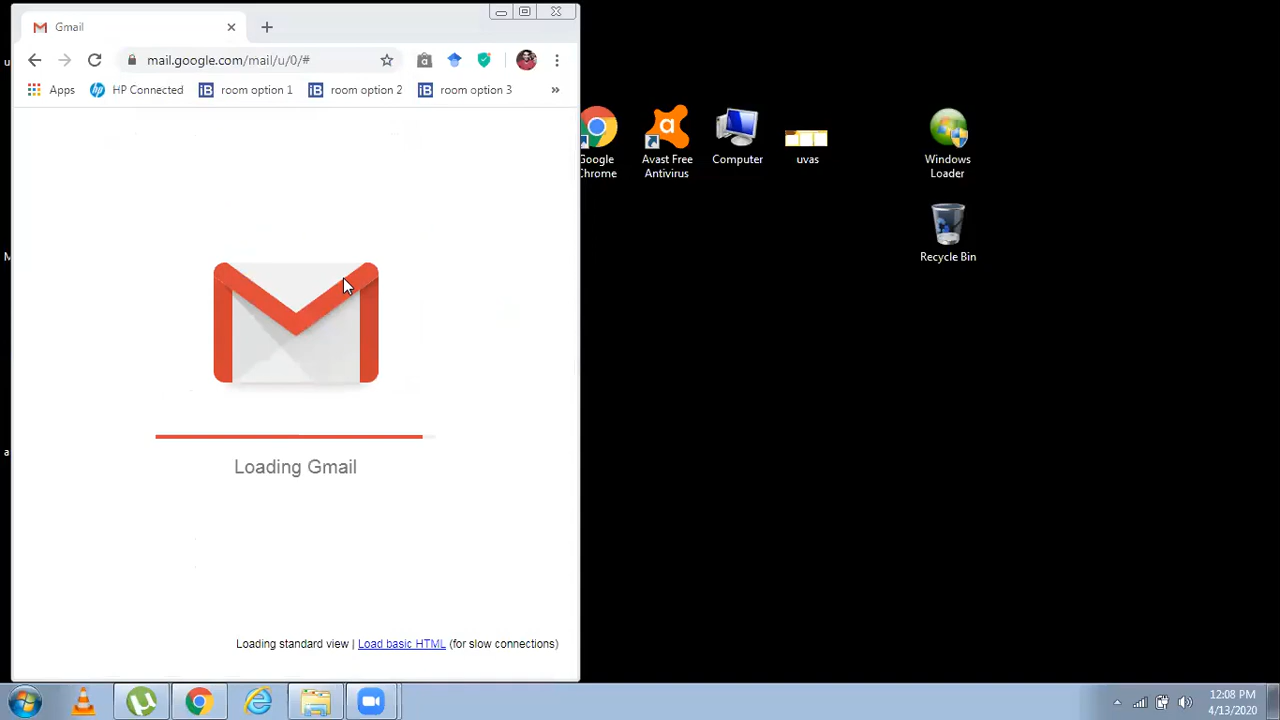 Gmail
mail.google.com/mail/u/0/#
Apps
HP Connected
room option 1
room option 2
room option 3
Google
Chrome
Avast Free
Antivirus
Computer
uvas
Windows
Loader
Recycle Bin
Loading Gmail
Loading standard view | Load basic HTML (for slow connections)
12:08 PM
4/13/2020